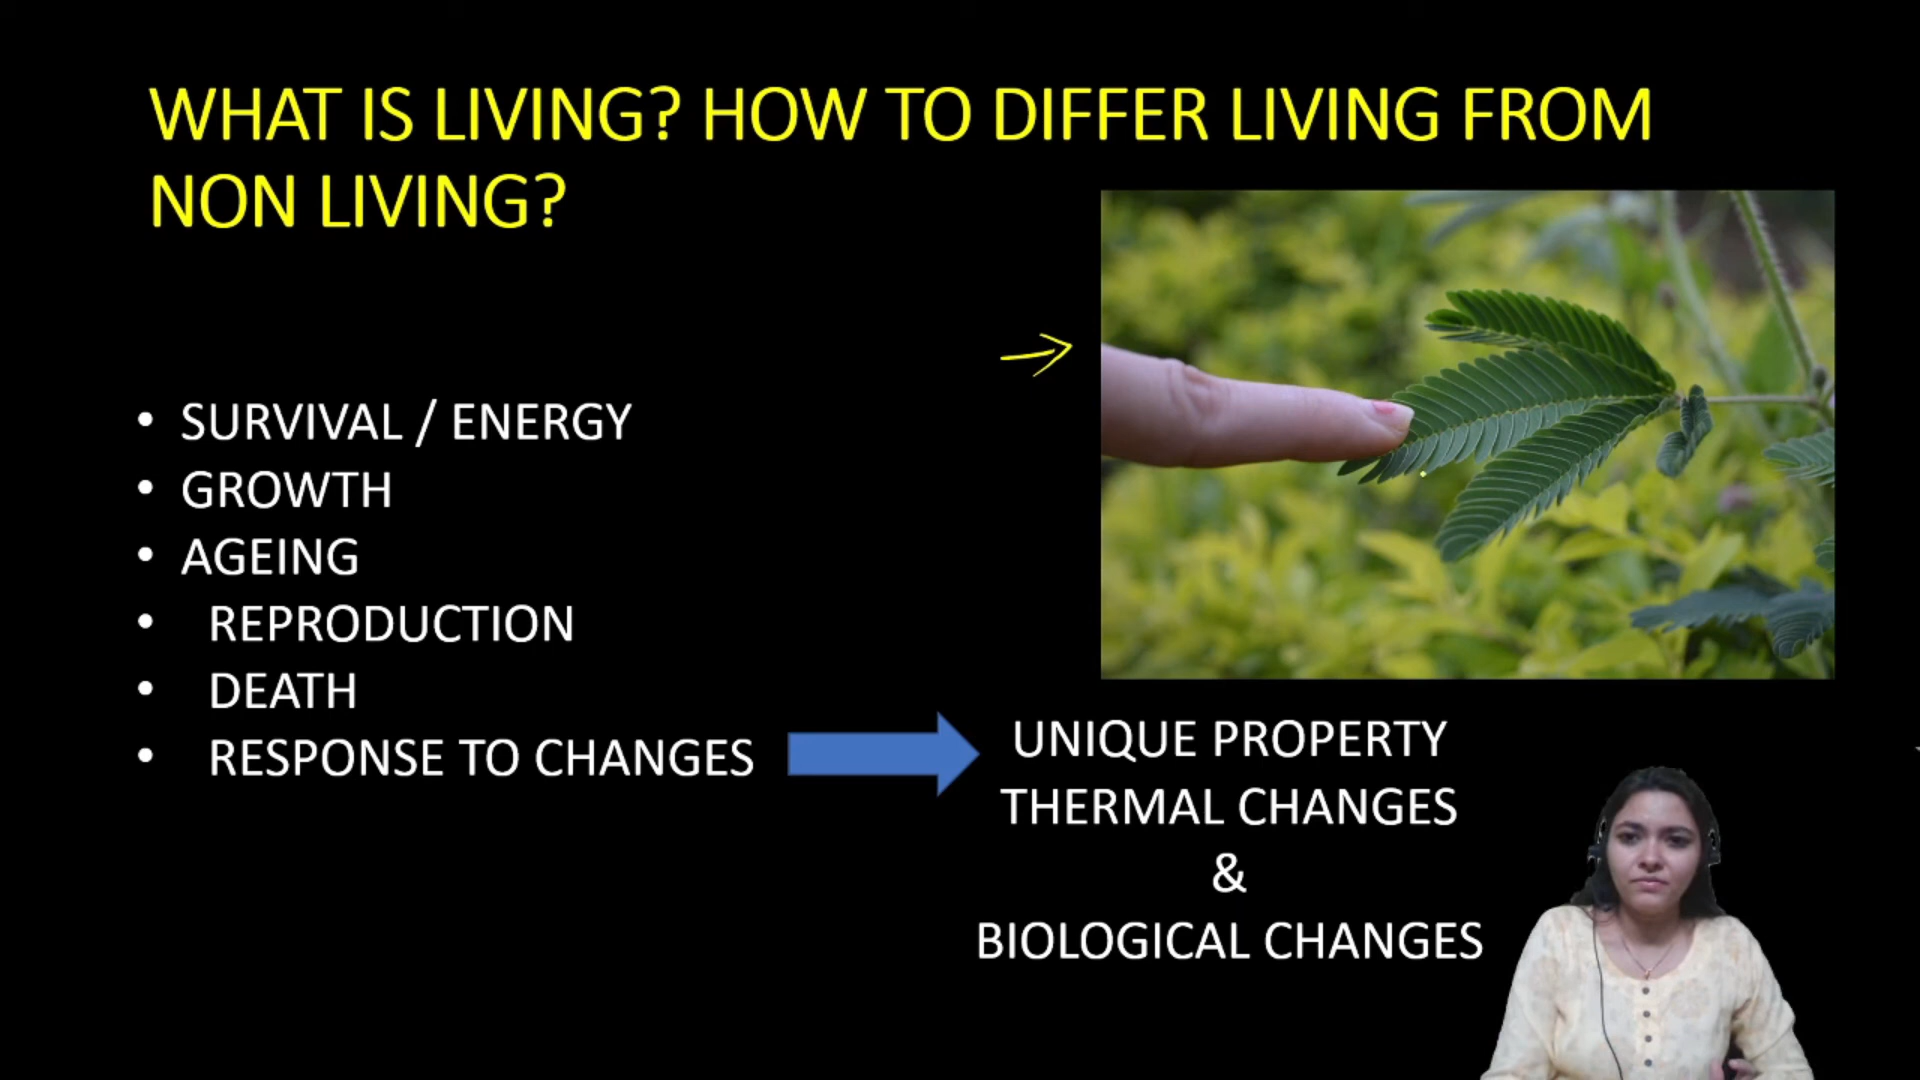 WHAT IS LIVING? HOW TO DIFFER LIVING FROM
NON LIVING?
• SURVIVAL / ENERGY
• GROWTH
• AGEING
• REPRODUCTION
• DEATH
• RESPONSE TO CHANGES
UNIQUE PROPERTY
THERMAL CHANGES
&
BIOLOGICAL CHANGES